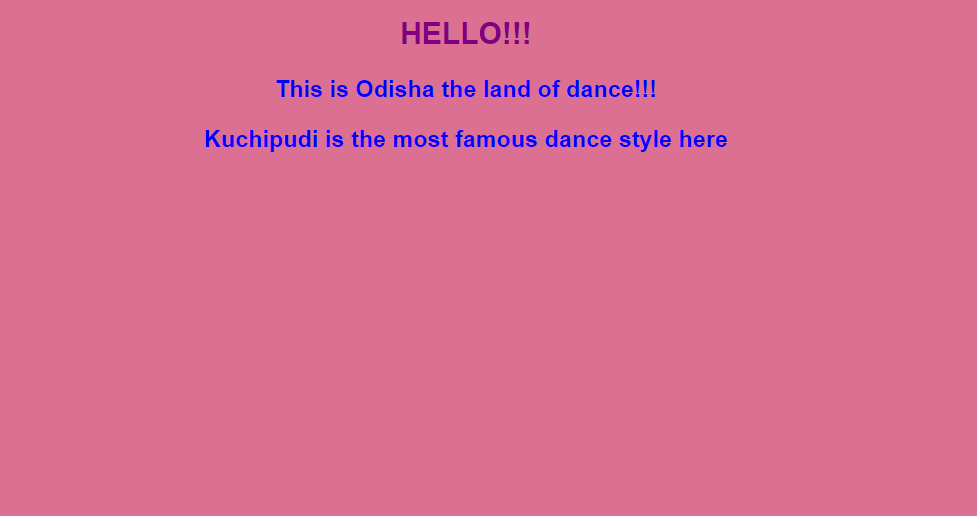 HELLO!!!
This is Odisha the land of dance!!!
Kuchipudi is the most famous dance style here